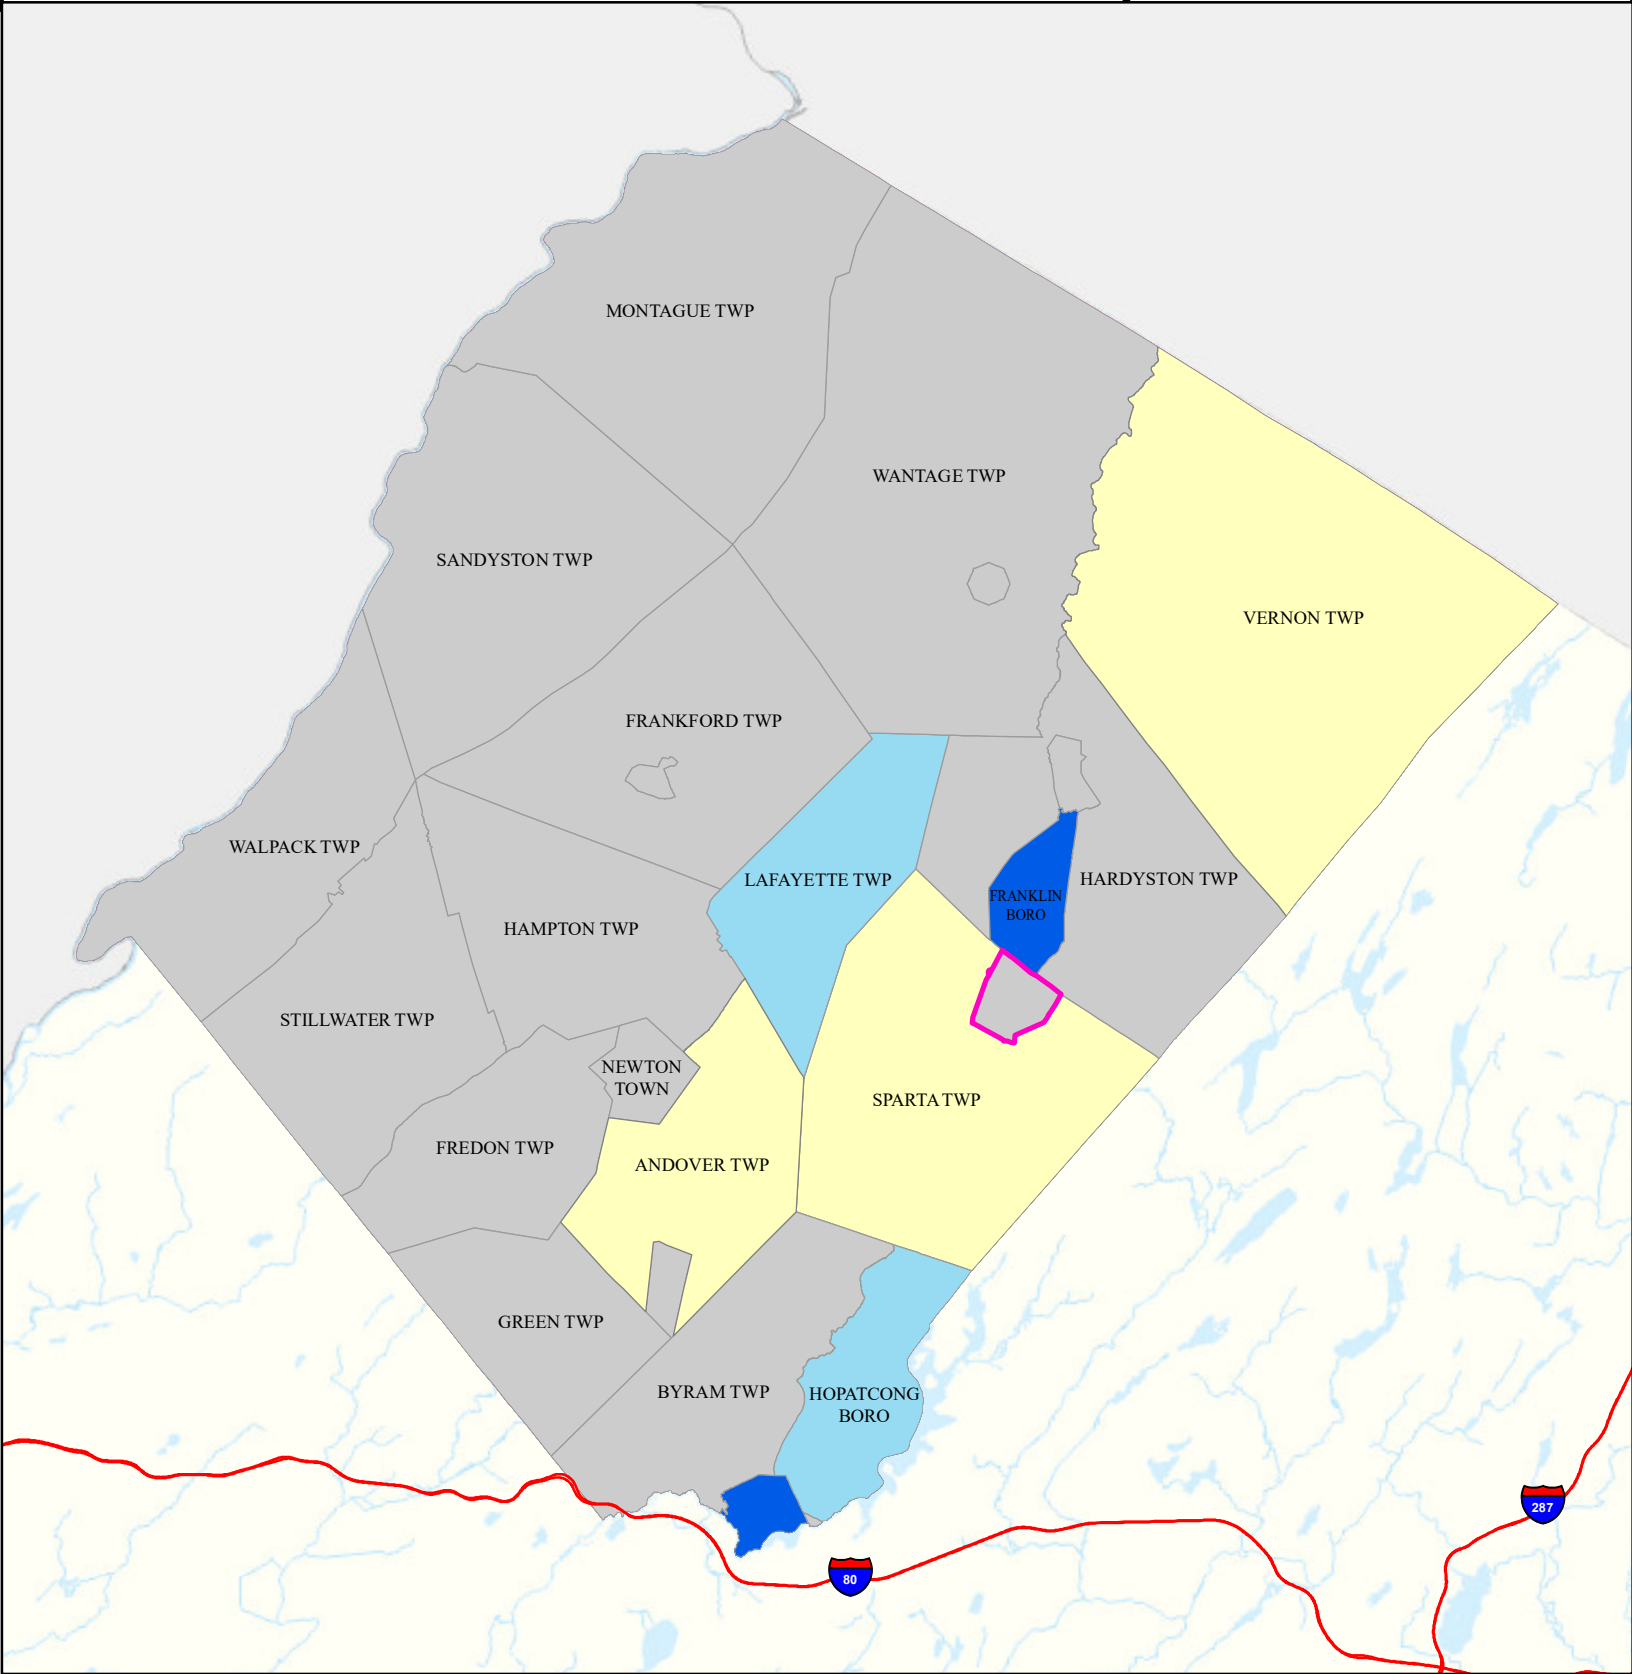 MONTAGUE TWP
WANTAGE TWP
SANDYSTON TWP
VERNON TWP
FRANKFORD TWP
WALPACK TWP
LAFAYETTE TWP
HARDYSTON TWP
FRANKLIN
BORO
HAMPTON TWP
STILLWATER TWP
NEWTON
TOWN
SPARTA TWP
FREDON TWP
ANDOVER TWP
GREEN TWP
BYRAM TWP
HOPATCONG
BORO
287
80